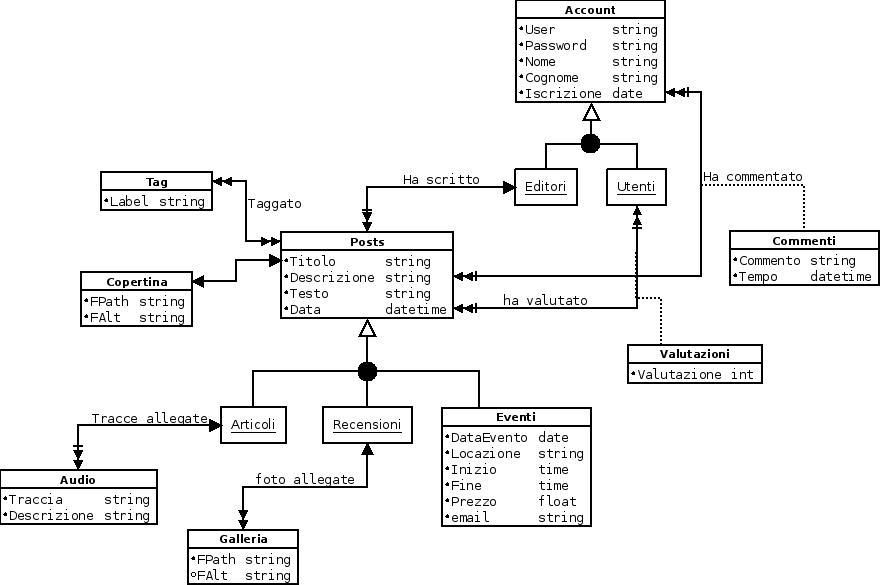 Account
User string
Password string
Nome string
Cognome string
Iscrizione date
Editori
Utenti
Ha scritto
Ha commentato
Tag
Label string
Taggato
Commenti
Commento string
Tempo datetime
Posts
Titolo string
Descrizione string
Testo string
Data datetime
Copertina
FPath string
FAlt string
ha valutato
Valutazioni
Valutazione int
Articoli
Recensioni
Eventi
DataEvento date
Locazione string
Inizio time
Fine time
Prezzo float
email string
Tracce allegate
Audio
Traccia string
Descrizione string
foto allegate
Galleria
FPath string
FAlt string